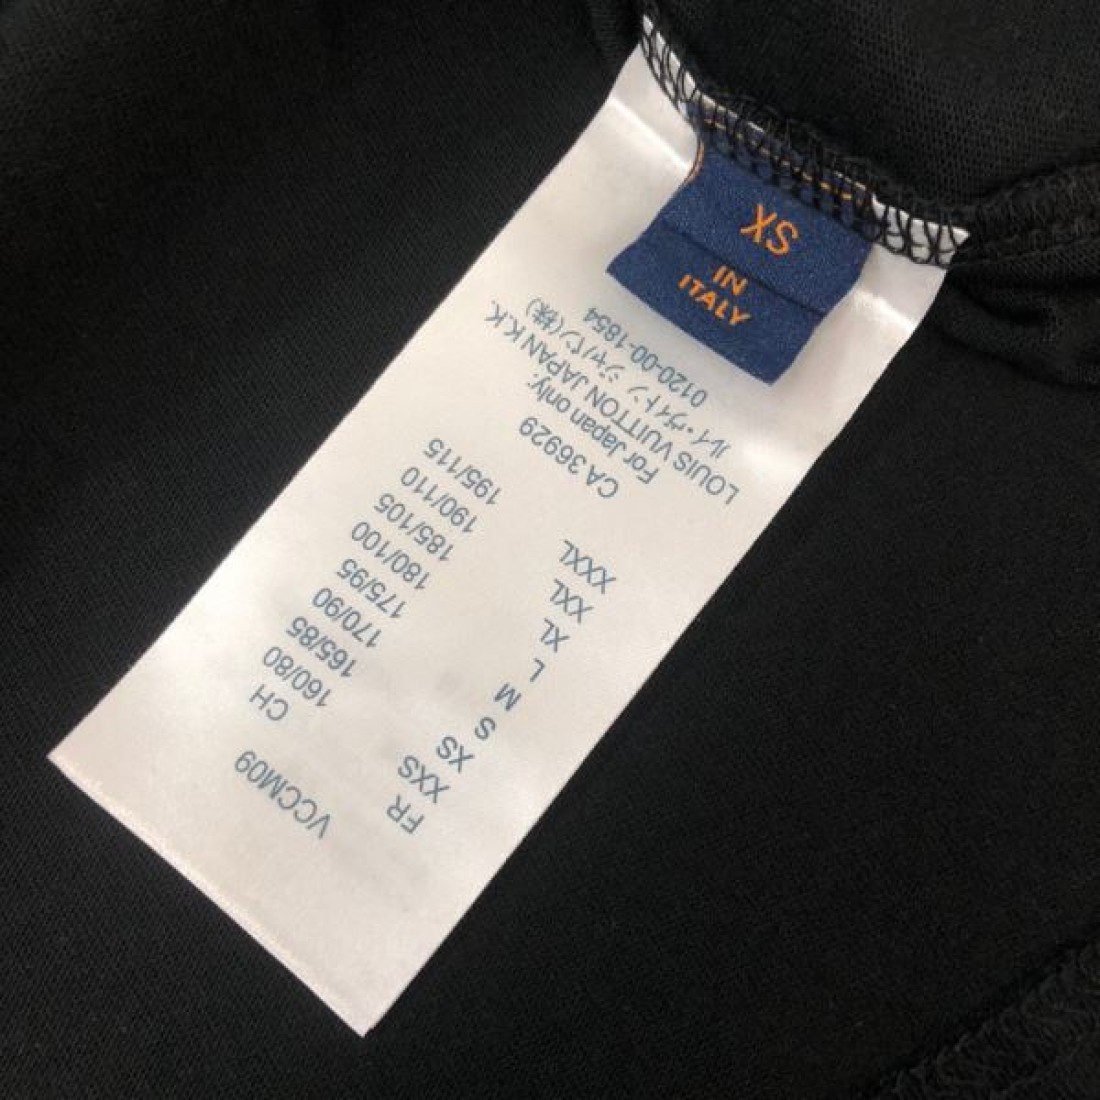 XS
IN
ITALY
VCCM09
FR CH
XXS 160/80
XS 165/85
S 170/90
M 175/95
L 180/100
XL 185/105
XXL 190/110
XXXL 195/115
CA 36929
For Japan only:
LOUIS VUITTON JAPAN K.K.
ルイ・ヴィトン ジャパン(株)
0120-00-1854